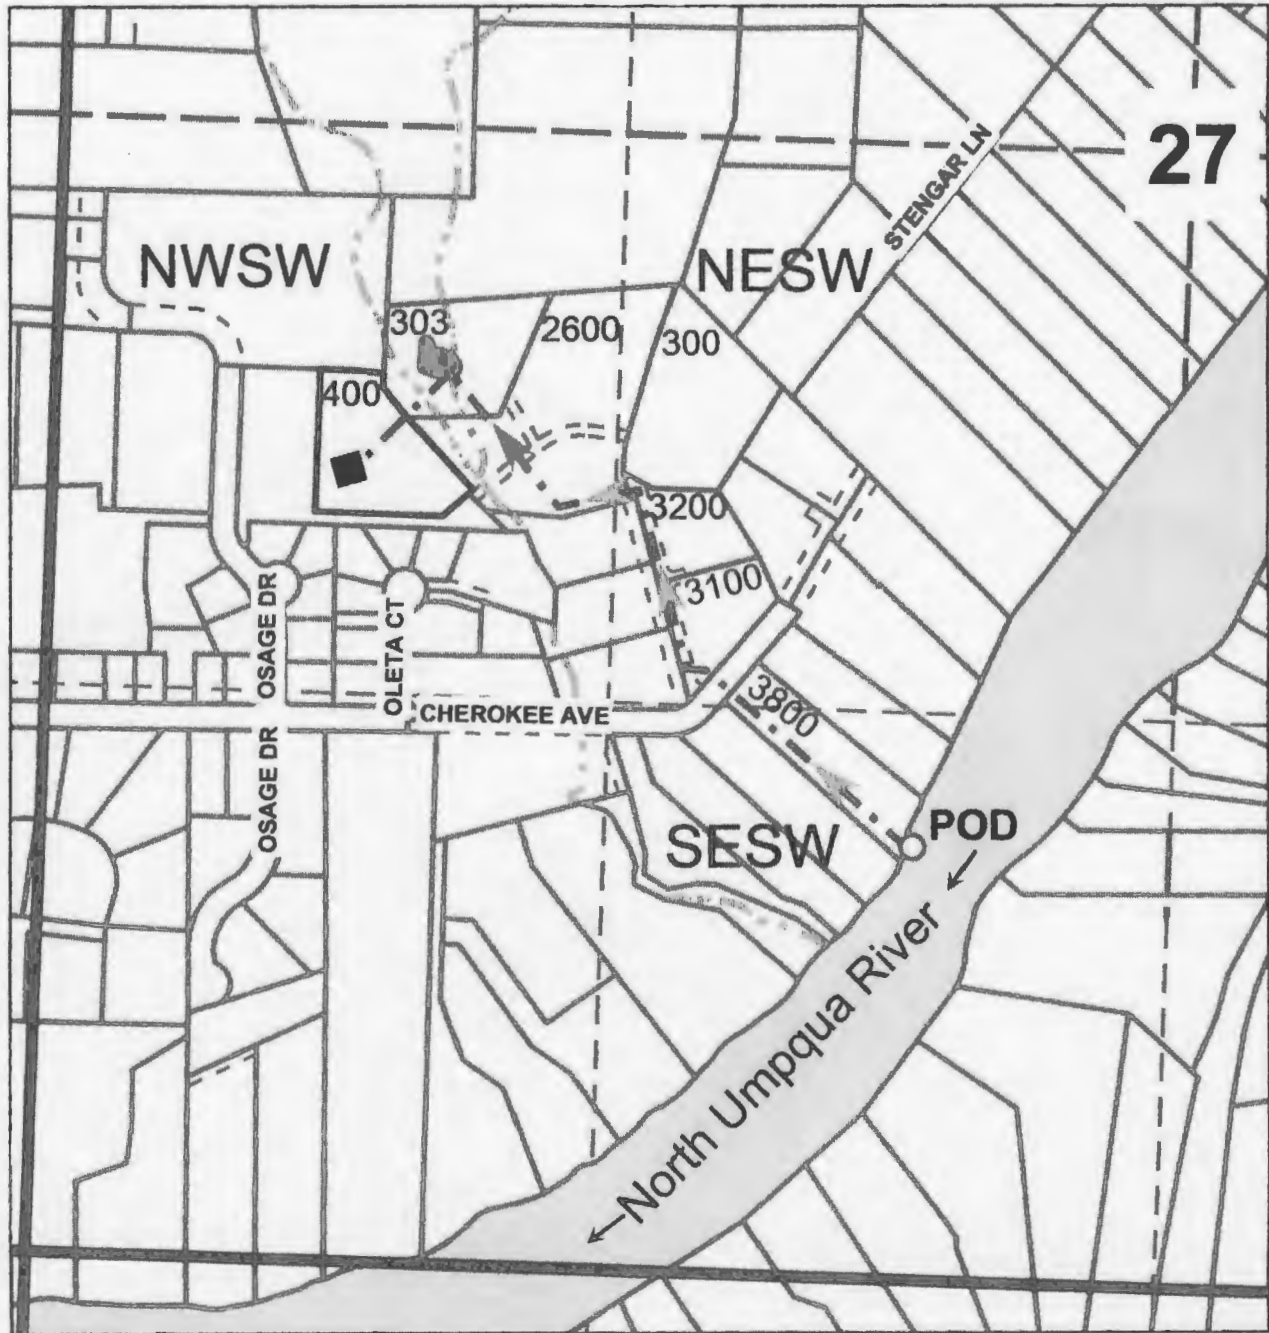 27
STENGAR LN
NWSW
NESW
303
2600
300
400
3200
3100
OSAGE DR
OLETA CT
3800
CHEROKEE AVE
OSAGE DR
POD
SESW
North Umpqua River